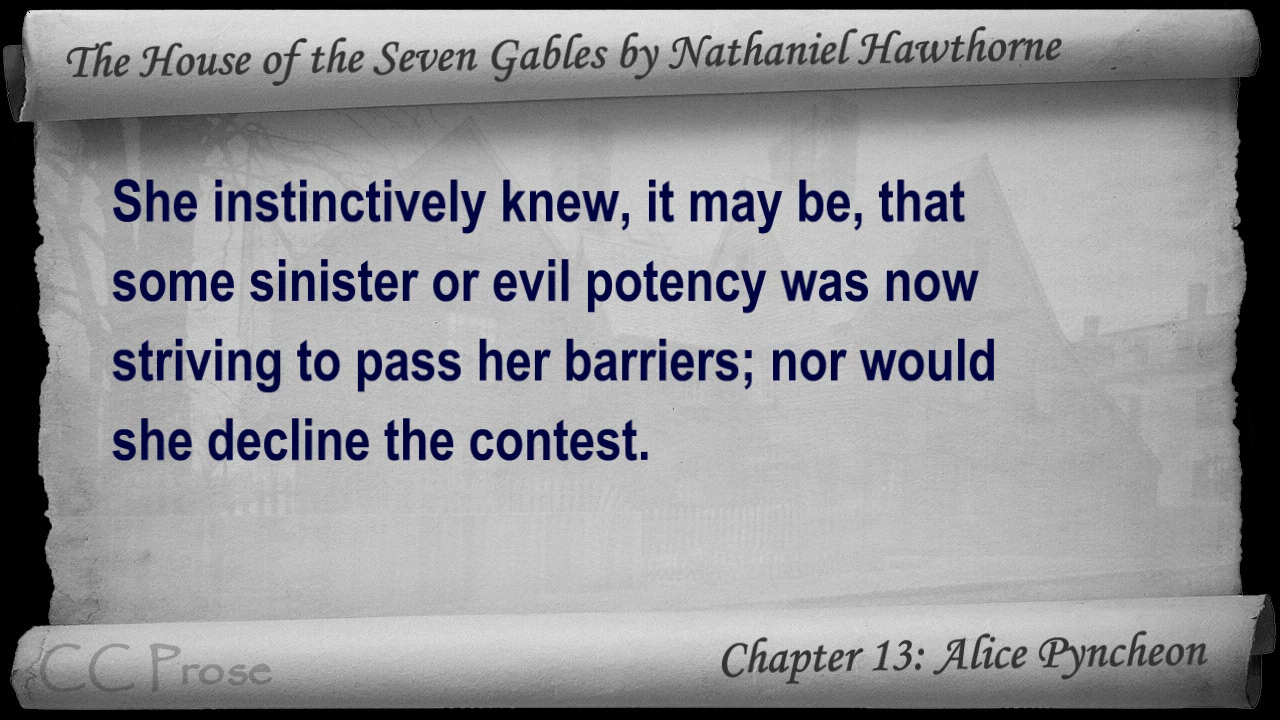 The House of the Seven Gables by Nathaniel Hawthorne
She instinctively knew, it may be, that
some sinister or evil potency was now
striving to pass her barriers; nor would
she decline the contest.
CC Prose
Chapter 13: Alice Pyncheon